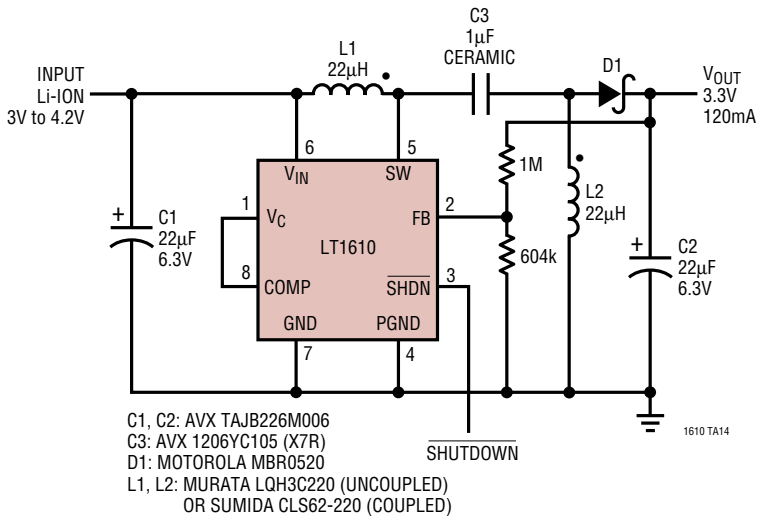 C3
1µF
CERAMIC
L1
22µH
D1
INPUT
Li-ION
3V to 4.2V
VOUT
3.3V
120mA
6
5
VIN
SW
1M
L2
22µH
1
VC
FB
2
+
C1
22µF
6.3V
LT1610
604k
+
C2
22µF
6.3V
8
COMP
SHDN
3
GND
PGND
7
4
C1, C2: AVX TAJB226M006
C3: AVX 1206YC105 (X7R)
D1: MOTOROLA MBR0520
L1, L2: MURATA LQH3C220 (UNCOUPLED)
OR SUMIDA CLS62-220 (COUPLED)
SHUTDOWN
1610 TA14